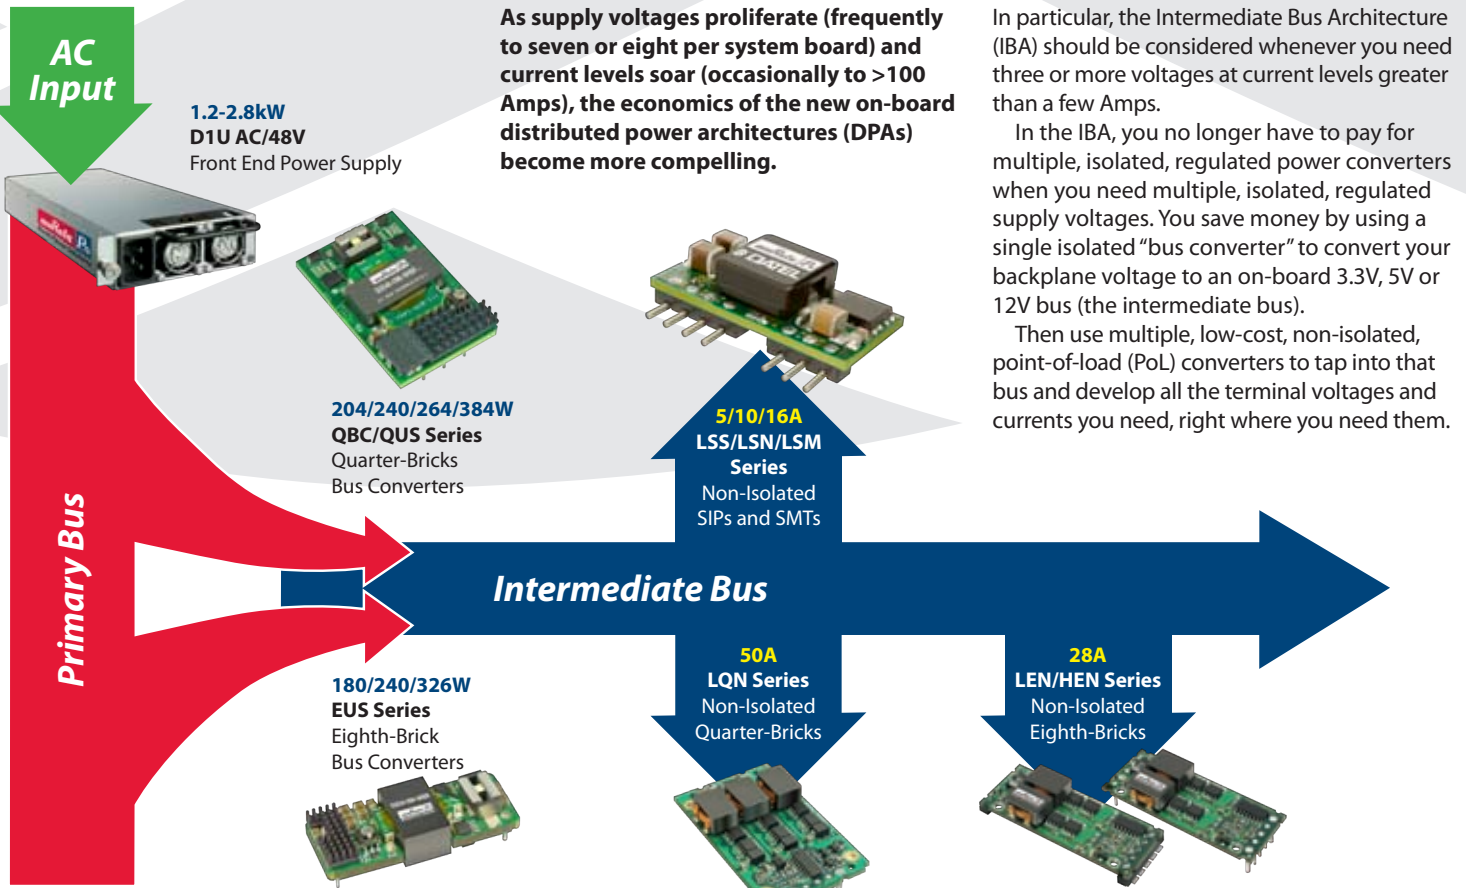 AC
Input
1.2-2.8kW
D1U AC/48V
Front End Power Supply
As supply voltages proliferate (frequently
to seven or eight per system board) and
current levels soar (occasionally to >100
Amps), the economics of the new on-board
distributed power architectures (DPAs)
become more compelling.
In particular, the Intermediate Bus Architecture
(IBA) should be considered whenever you need
three or more voltages at current levels greater
than a few Amps.
In the IBA, you no longer have to pay for
multiple, isolated, regulated power converters
when you need multiple, isolated, regulated
supply voltages. You save money by using a
single isolated “bus converter” to convert your
backplane voltage to an on-board 3.3V, 5V or
12V bus (the intermediate bus).
Then use multiple, low-cost, non-isolated,
point-of-load (PoL) converters to tap into that
bus and develop all the terminal voltages and
currents you need, right where you need them.
muRata Ps
DATEL
204/240/264/384W
QBC/QUS Series
Quarter-Bricks
Bus Converters
5/10/16A
LSS/LSN/LSM
Series
Non-Isolated
SIPs and SMTs
Primary Bus
Intermediate Bus
180/240/326W
EUS Series
Eighth-Brick
Bus Converters
50A
LQN Series
Non-Isolated
Quarter-Bricks
28A
LEN/HEN Series
Non-Isolated
Eighth-Bricks